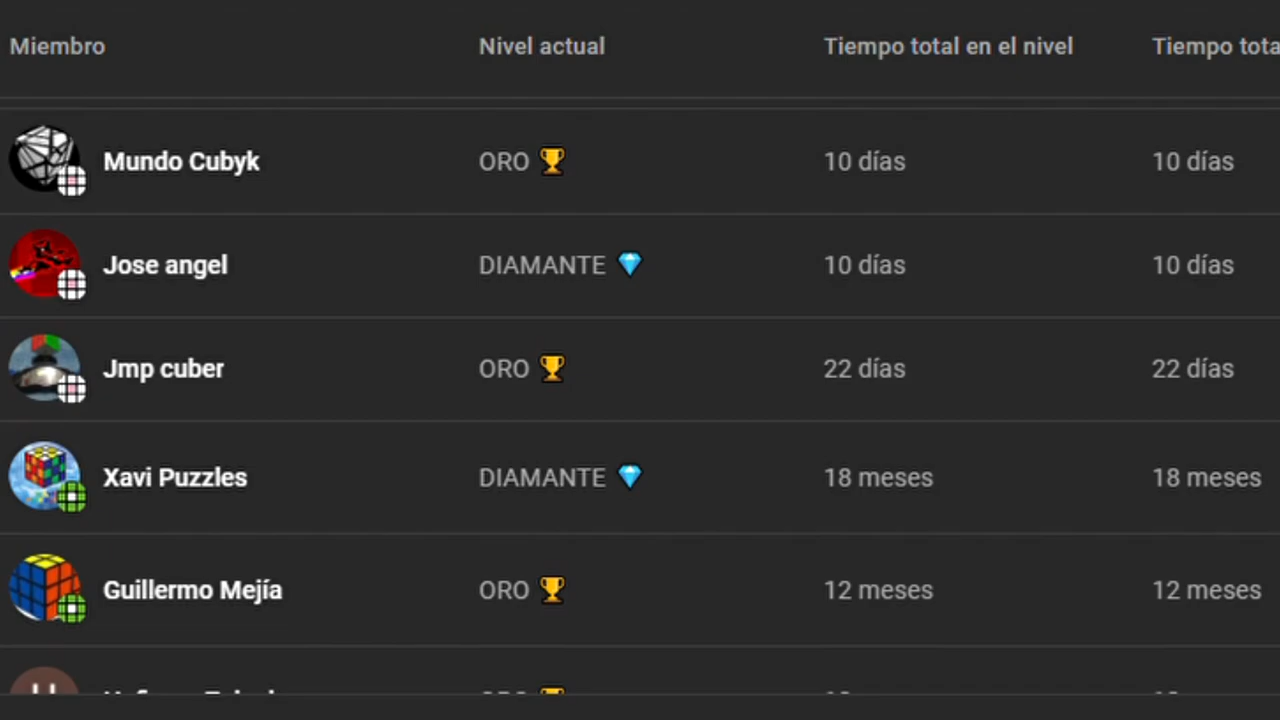 Miembro Nivel actual Tiempo total en el nivel Tiempo tota
Mundo Cubyk ORO 10 días 10 días
Jose angel DIAMANTE 10 días 10 días
Jmp cuber ORO 22 días 22 días
Xavi Puzzles DIAMANTE 18 meses 18 meses
Guillermo Mejía ORO 12 meses 12 meses